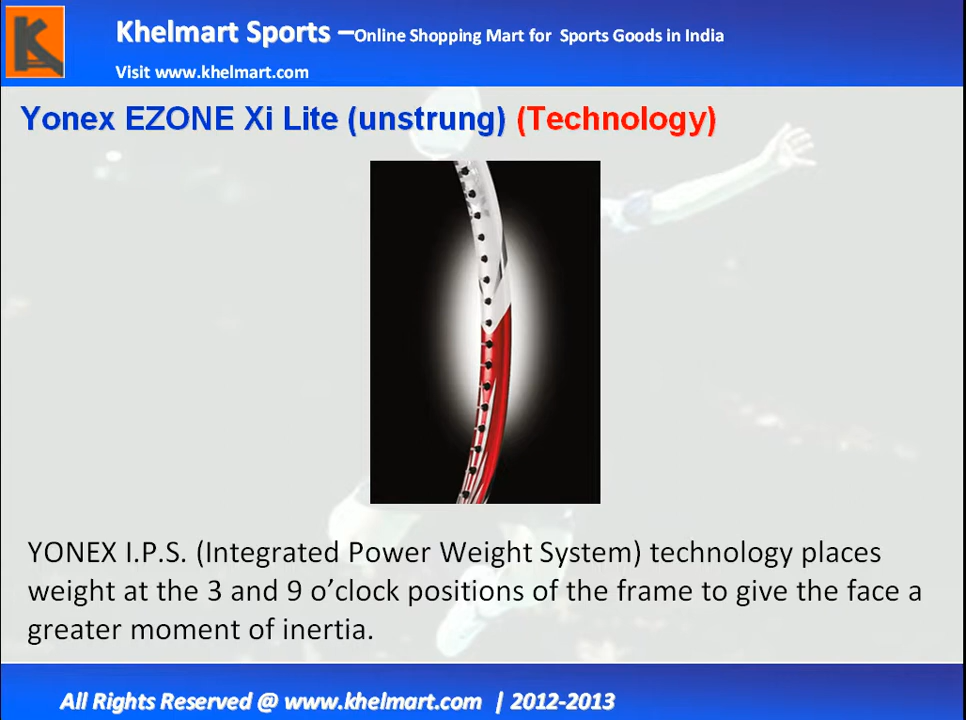 Khelmart Sports –Online Shopping Mart for Sports Goods in India
Visit www.khelmart.com
Yonex EZONE Xi Lite (unstrung) (Technology)
YONEX I.P.S. (Integrated Power Weight System) technology places
weight at the 3 and 9 o’clock positions of the frame to give the face a
greater moment of inertia.
All Rights Reserved @ www.khelmart.com | 2012-2013